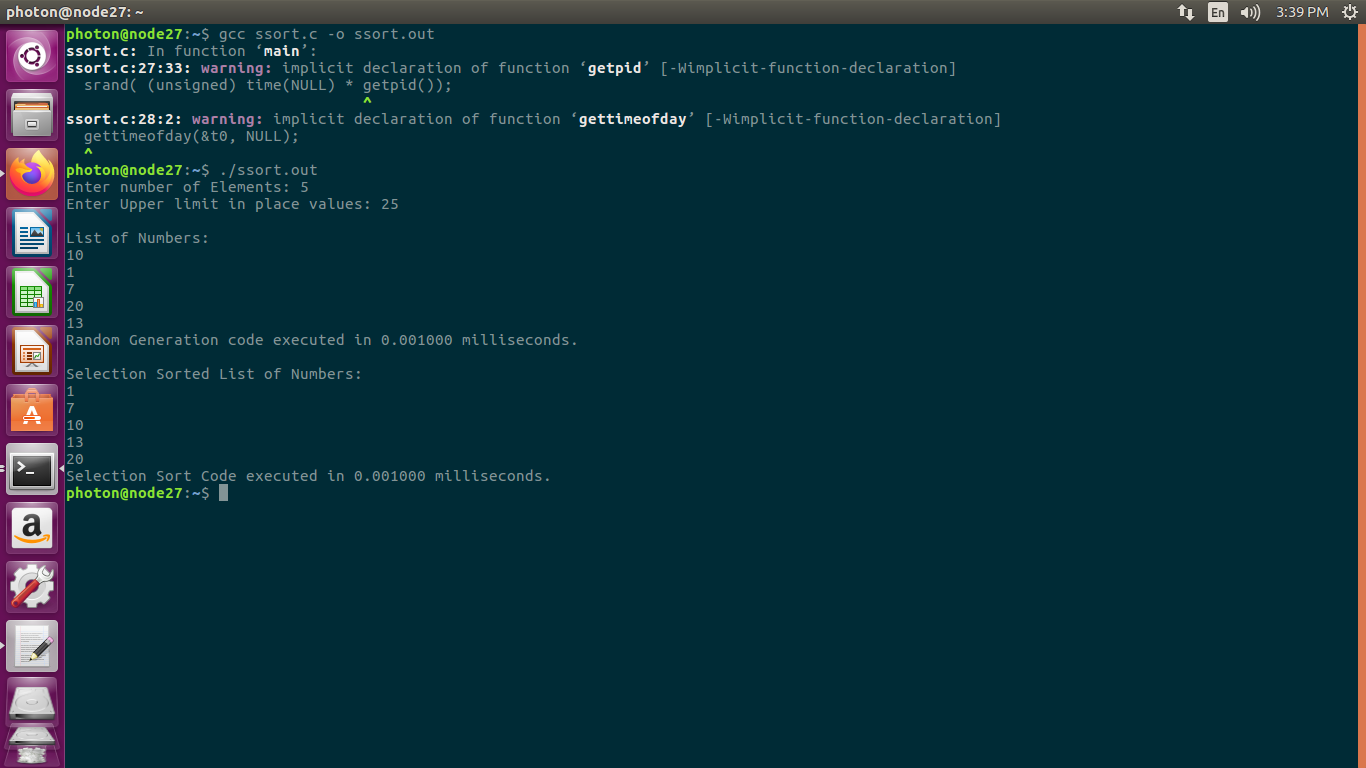 photon@node27: ~
En
3:39 PM
photon@node27:~$ gcc ssort.c -o ssort.out
ssort.c: In function ‘main’:
ssort.c:27:33: warning: implicit declaration of function ‘getpid’ [-Wimplicit-function-declaration]
  srand( (unsigned) time(NULL) * getpid());
                                 ^
ssort.c:28:2: warning: implicit declaration of function ‘gettimeofday’ [-Wimplicit-function-declaration]
  gettimeofday(&t0, NULL);
  ^
photon@node27:~$ ./ssort.out
Enter number of Elements: 5
Enter Upper limit in place values: 25

List of Numbers:
10
1
7
20
13
Random Generation code executed in 0.001000 milliseconds.

Selection Sorted List of Numbers:
1
7
10
13
20
Selection Sort Code executed in 0.001000 milliseconds.
photon@node27:~$
A
>_
a